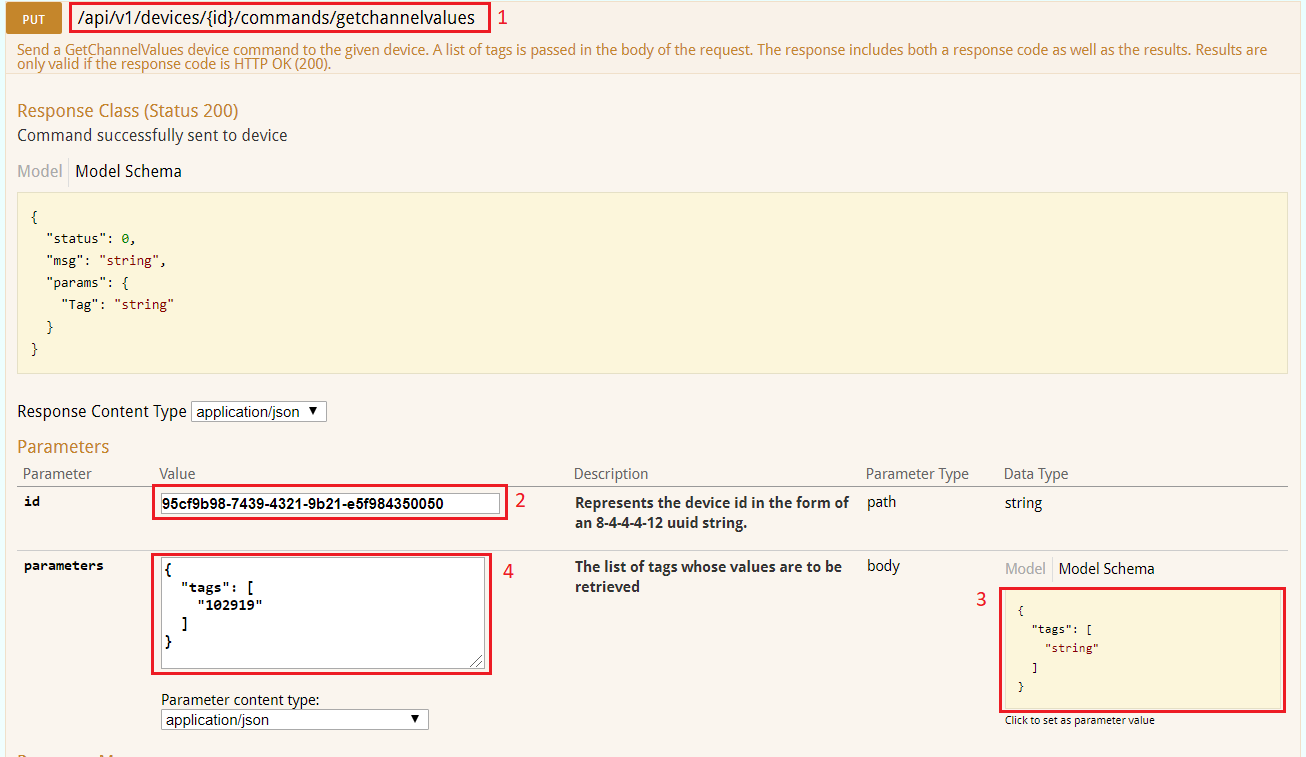 PUT /api/v1/devices/{id}/commands/getchannelvalues 1
Send a GetChannelValues device command to the given device. A list of tags is passed in the body of the request. The response includes both a response code as well as the results. Results are
only valid if the response code is HTTP OK (200).
Response Class (Status 200)
Command successfully sent to device
Model Model Schema
{
"status": 0,
"msg": "string",
"params": {
"Tag": "string"
}
}
Response Content Type application/json ▼
Parameters
Parameter Value Description Parameter Type Data Type
id 95cf9b98-7439-4321-9b21-e5f984350050 2 Represents the device id in the form of path string
an 8-4-4-4-12 uuid string.
parameters { 4 The list of tags whose values are to be body Model Model Schema
"tags": [ retrieved
"102919"
]
}
3
{
"tags": [
"string"
]
}
Parameter content type:
application/json ▼
Click to set as parameter value